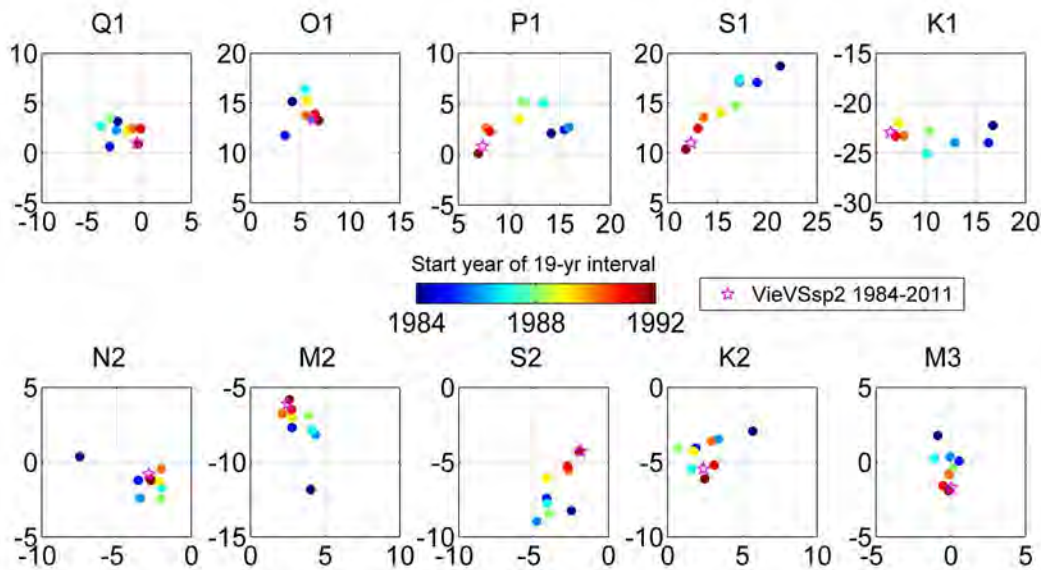 Q1 O1 P1 S1 K1
10 20 10 20 -15
5 15 5 15 -20
0 10 0 10 -25
-5 5 -5 5 -30
-10 -5 0 5 0 5 10 15 5 10 15 20 10 15 20 25 5 10 15 20
Start year of 19-yr interval
VieVSsp2 1984-2011
1984 1988 1992
N2 M2 S2 K2 M3
5 -5 0 0 5
0 -10 -5 -5 0
-5 -15 -10 -10 -5
-10 -5 0 0 5 10 -10 -5 0 0 5 10 -5 0 5